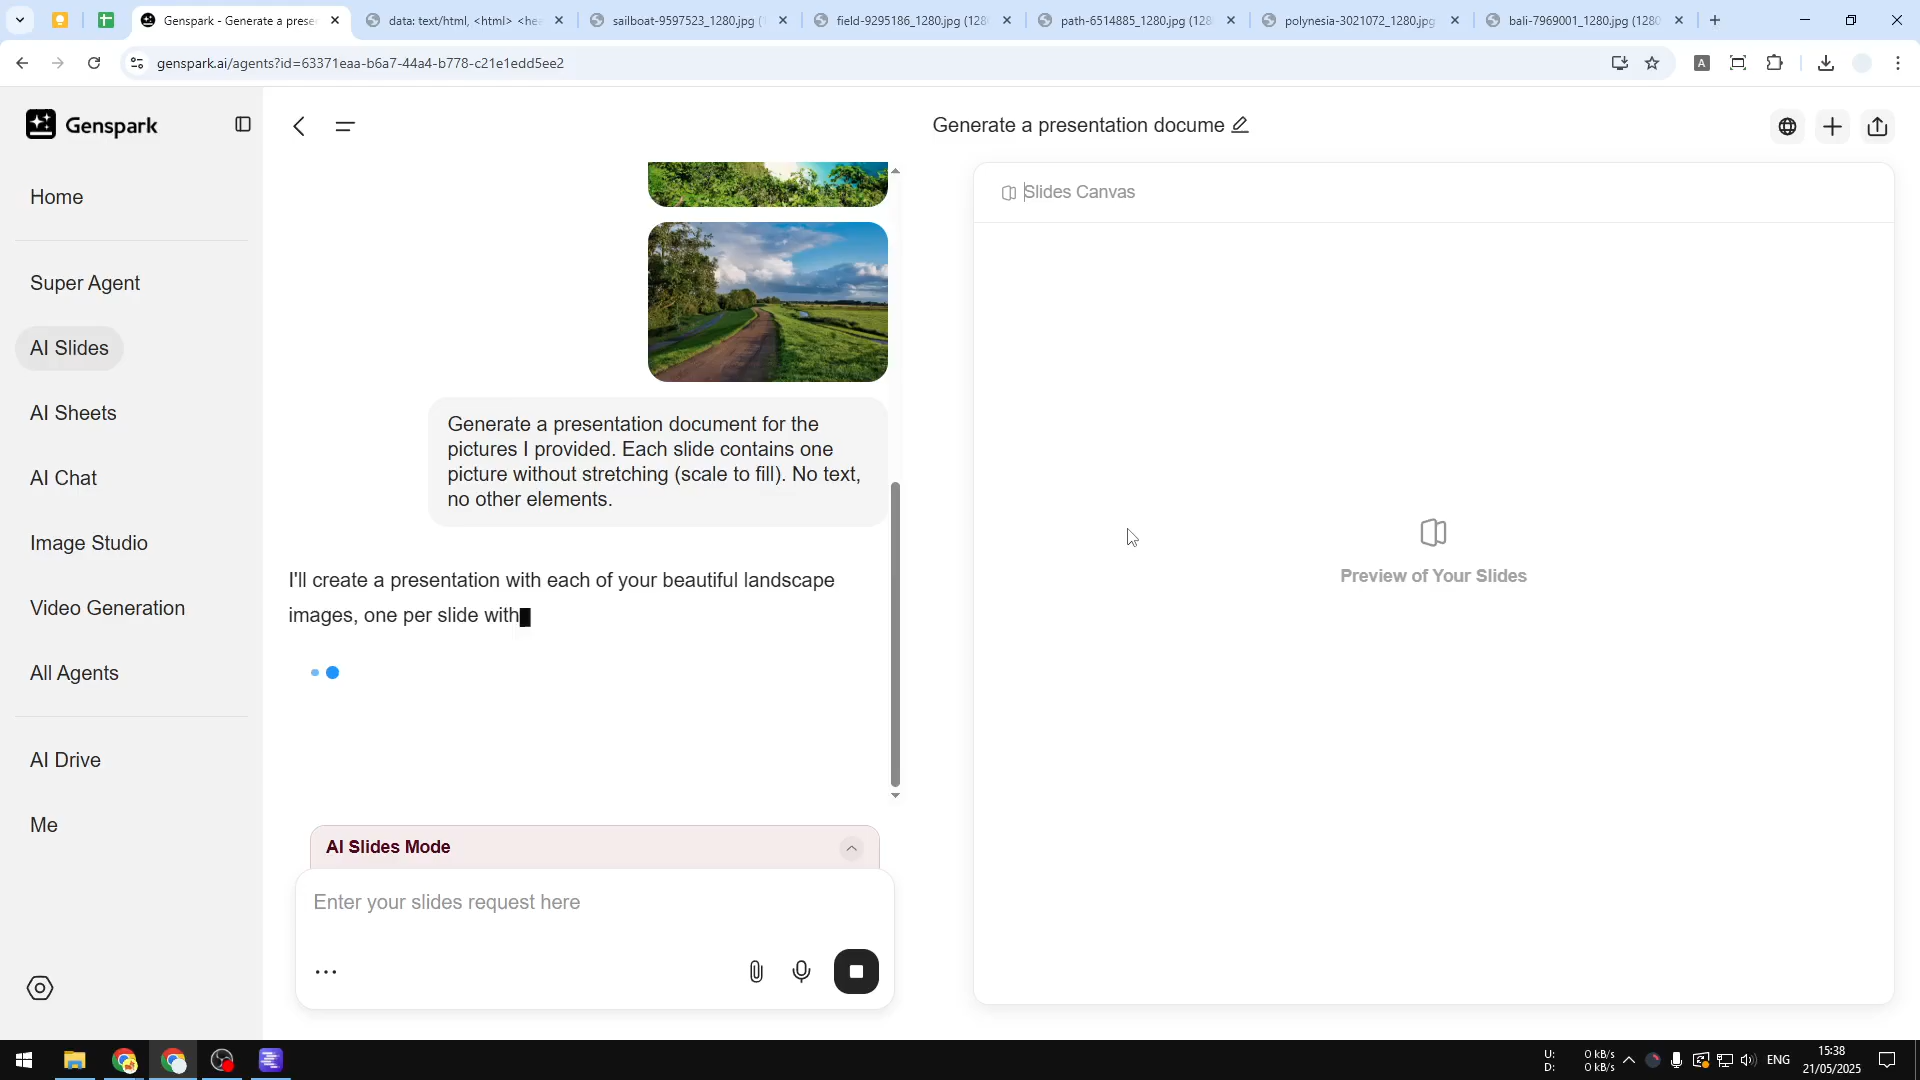 Genspark - Generate a prese
data: text/html, <html> <he
sailboat-9597523_1280.jpg (
field-9295186_1280.jpg (128
path-6514885_1280.jpg (128
polynesia-3021072_1280.jpg
bali-7969001_1280.jpg (1280
genspark.ai/agents?id=63371eaa-b6a7-44a4-b778-c21e1edd5ee2
Genspark
Generate a presentation docume
Home
Super Agent
AI Slides
AI Sheets
AI Chat
Image Studio
Video Generation
All Agents
AI Drive
Me
Generate a presentation document for the
pictures I provided. Each slide contains one
picture without stretching (scale to fill). No text,
no other elements.
I'll create a presentation with each of your beautiful landscape
images, one per slide with
AI Slides Mode
Enter your slides request here
Slides Canvas
Preview of Your Slides
U: 0 kB/s
D: 0 kB/s
ENG
15:38
21/05/2025